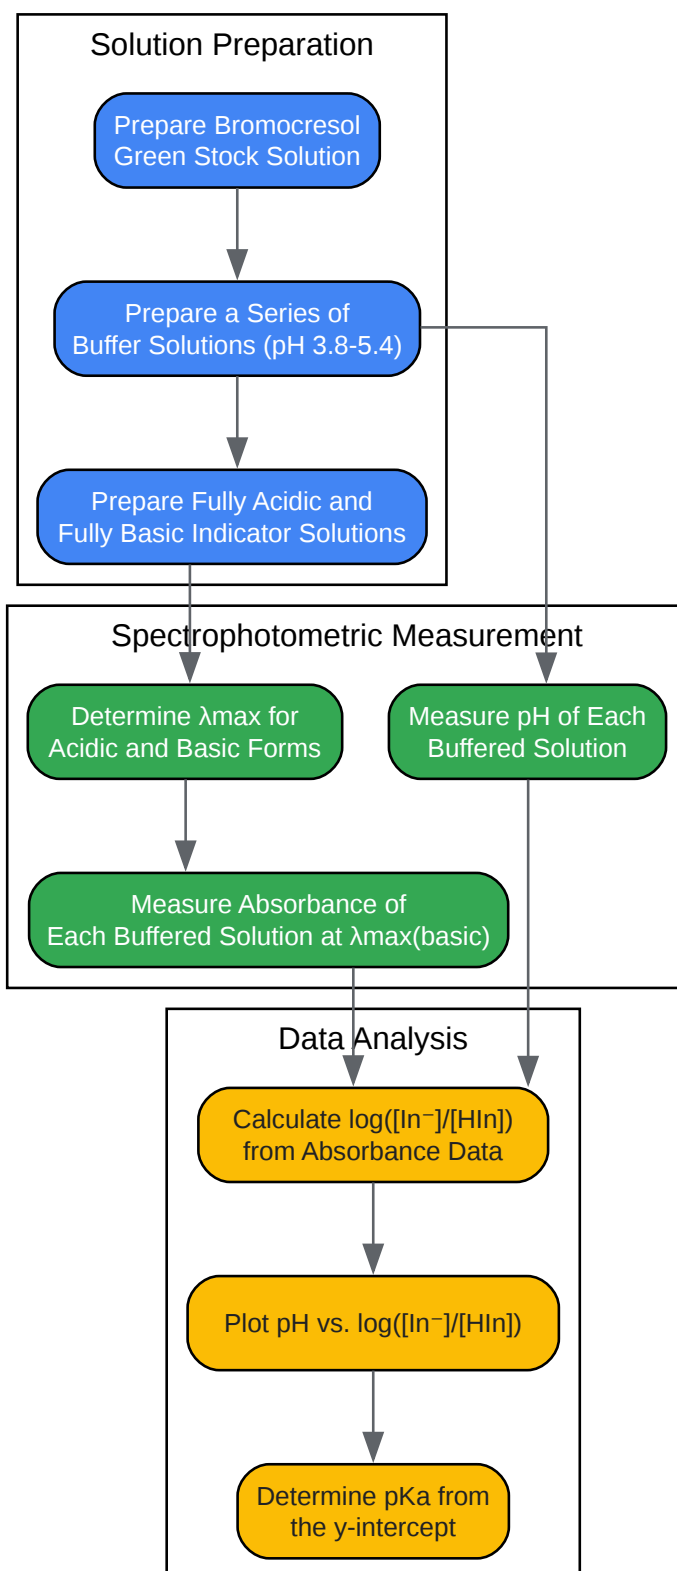 Solution Preparation
Prepare Bromocresol
Green Stock Solution
Prepare a Series of
Buffer Solutions (pH 3.8-5.4)
Prepare Fully Acidic and
Fully Basic Indicator Solutions
Spectrophotometric Measurement
Determine λmax for
Acidic and Basic Forms
Measure pH of Each
Buffered Solution
Measure Absorbance of
Each Buffered Solution at λmax(basic)
Data Analysis
Calculate log([In⁻]/[HIn])
from Absorbance Data
Plot pH vs. log([In⁻]/[HIn])
Determine pKa from
the y-intercept